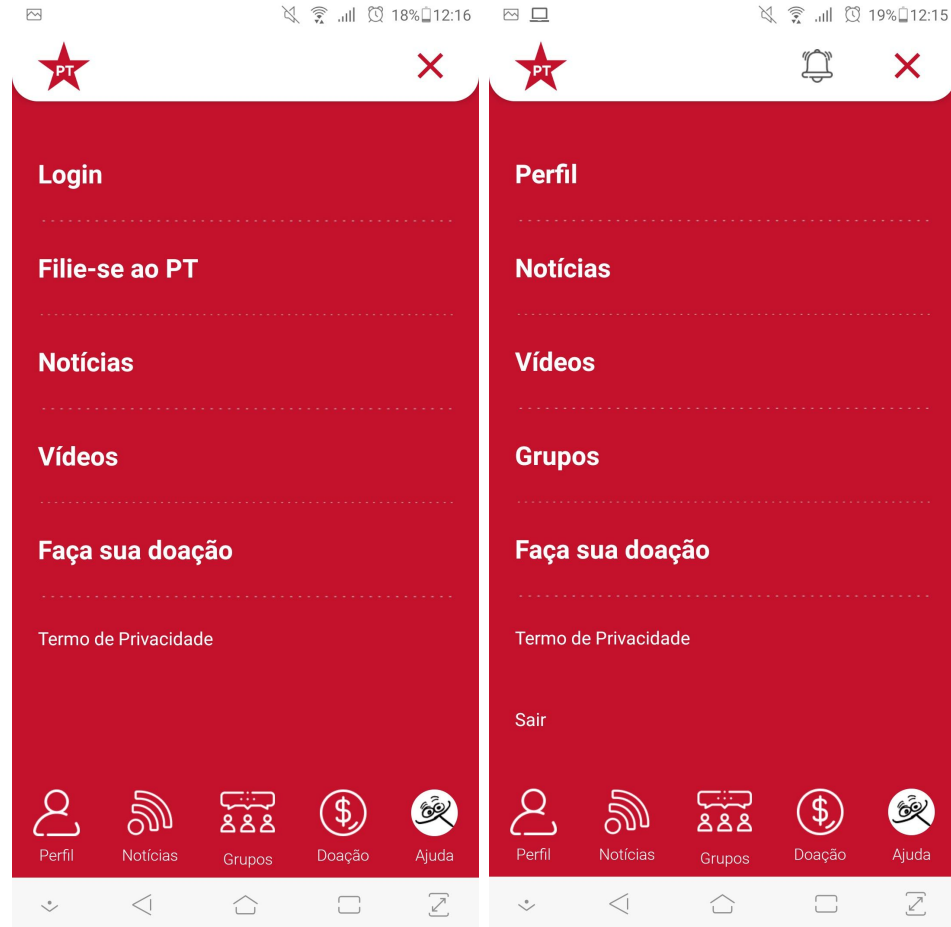 18% 12:16
PT
Login
Filie-se ao PT
Notícias
Vídeos
Faça sua doação
Termo de Privacidade
Perfil
Notícias
Grupos
Doação
Ajuda
19% 12:15
PT
Perfil
Notícias
Vídeos
Grupos
Faça sua doação
Termo de Privacidade
Sair
Perfil
Notícias
Grupos
Doação
Ajuda